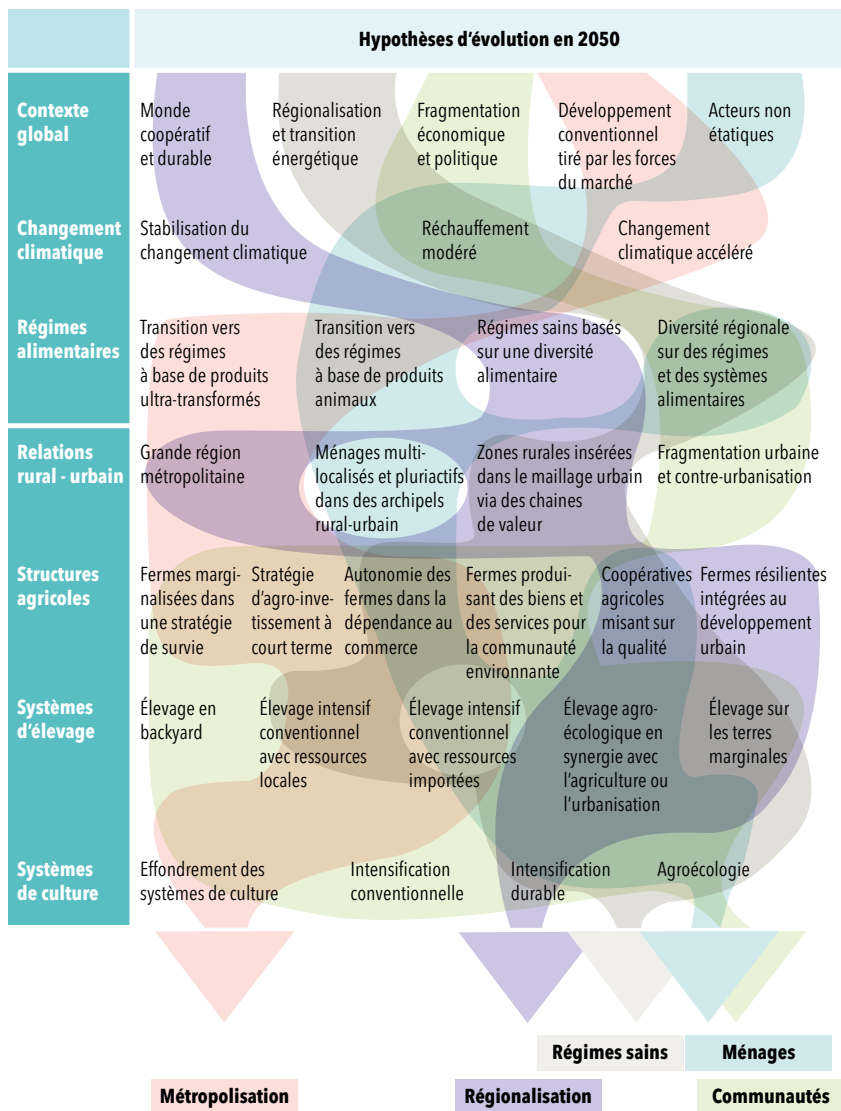 Hypothèses d'évolution en 2050
Contexte
global
Monde
coopératif
et durable
Régionalisation
et transition
énergétique
Fragmentation
économique
et politique
Développement
conventionnel
tiré par les forces
du marché
Acteurs non
étatiques
Changement
climatique
Stabilisation du
changement climatique
Réchauffement
modéré
Changement
climatique accéléré
Régimes
alimentaires
Transition vers
des régimes
à base de produits
ultra-transformés
Transition vers
des régimes
à base de produits
animaux
Régimes sains basés
sur une diversité
alimentaire
Diversité régionale
sur des régimes
et des systèmes
alimentaires
Relations
rural - urbain
Grande région
métropolitaine
Ménages multi-
localisés et pluriactifs
dans des archipels
rural-urbain
Zones rurales insérées
dans le maillage urbain
via des chaines
de valeur
Fragmentation urbaine
et contre-urbanisation
Structures
agricoles
Fermes margi-
nalisées dans
une stratégie
de survie
Stratégie
d'agro-inve-
tissement à
court terme
Autonomie des
fermes dans la
dépendance au
commerce
Fermes produi-
sant des biens et
des services pour
la communauté
environnante
Coopératives
agricoles
misant sur
la qualité
Fermes résilientes
intégrées au
développement
urbain
Systèmes
d'élevage
Élevage en
backyard
Élevage intensif
conventionnel
avec ressources
locales
Élevage intensif
conventionnel
avec ressources
importées
Élevage agro-
écologique en
synergie avec
l'agriculture ou
l'urbanisation
Élevage sur
les terres
marginales
Systèmes
de culture
Effondrement des
systèmes de culture
Intensification
conventionnelle
Intensification
durable
Agroécologie
Régimes sains
Ménages
Métropolisation
Régionalisation
Communautés